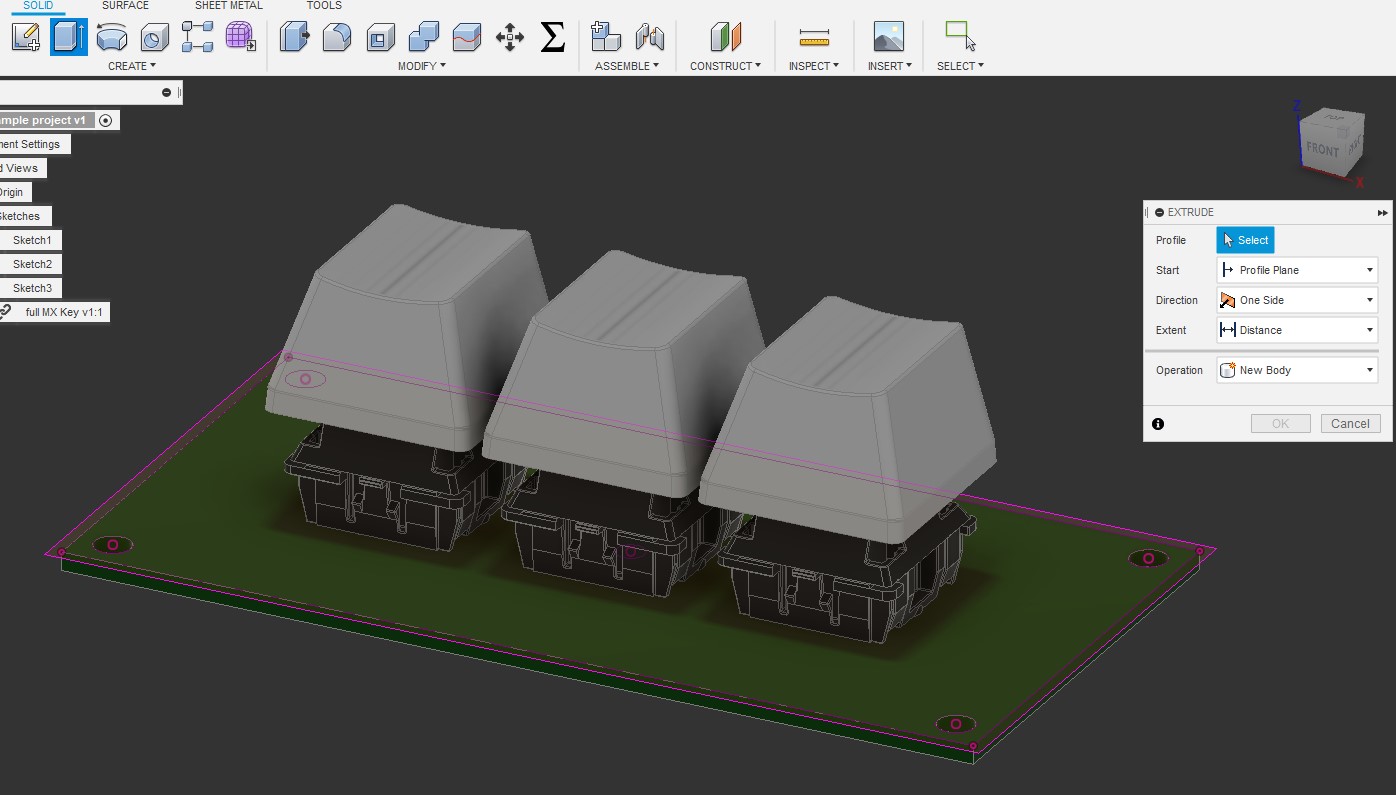 SOLID SURFACE SHEET METAL TOOLS
CREATE MODIFY ASSEMBLE CONSTRUCT INSPECT INSERT SELECT
mple project v1
ent Settings
d Views
Origin
Sketches
Sketch1
Sketch2
Sketch3
full MX Key v1:1
Z
TOP
FRONT
X
EXTRUDE
Profile Select
Start Profile Plane
Direction One Side
Extent Distance
Operation New Body
OK Cancel